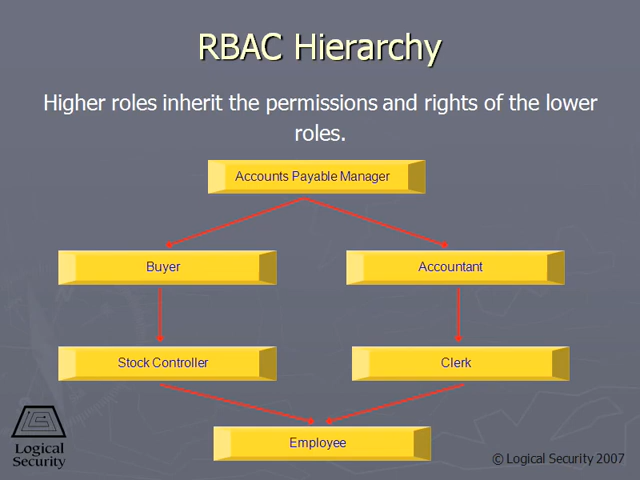 RBAC Hierarchy
Higher roles inherit the permissions and rights of the lower
roles.
Accounts Payable Manager
Buyer
Accountant
Stock Controller
Clerk
Employee
Logical
Security
© Logical Security 2007